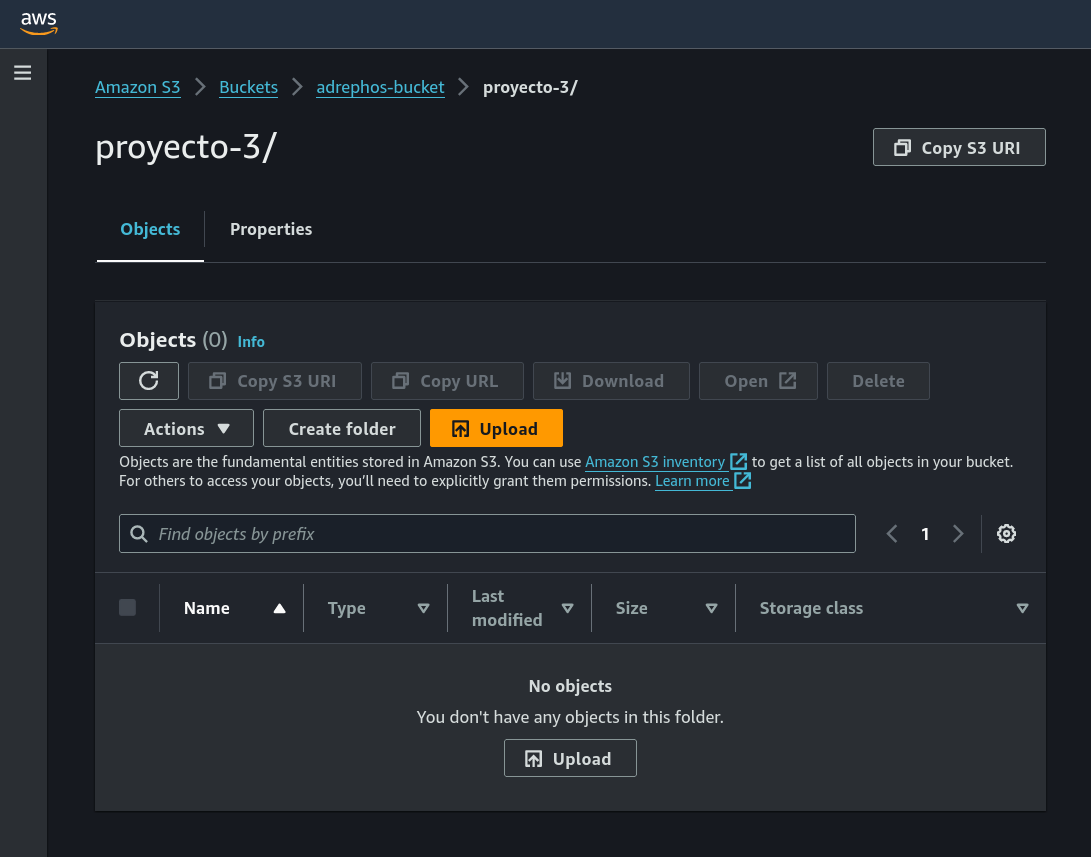 aws
Amazon S3 Buckets adrephos-bucket proyecto-3/
proyecto-3/
Copy S3 URI
Objects Properties
Objects (0) Info
Copy S3 URI Copy URL Download Open Delete
Actions Create folder Upload
Objects are the fundamental entities stored in Amazon S3. You can use Amazon S3 inventory to get a list of all objects in your bucket.
For others to access your objects, you’ll need to explicitly grant them permissions. Learn more
Find objects by prefix
1
Name Type Last modified Size Storage class
No objects
You don't have any objects in this folder.
Upload